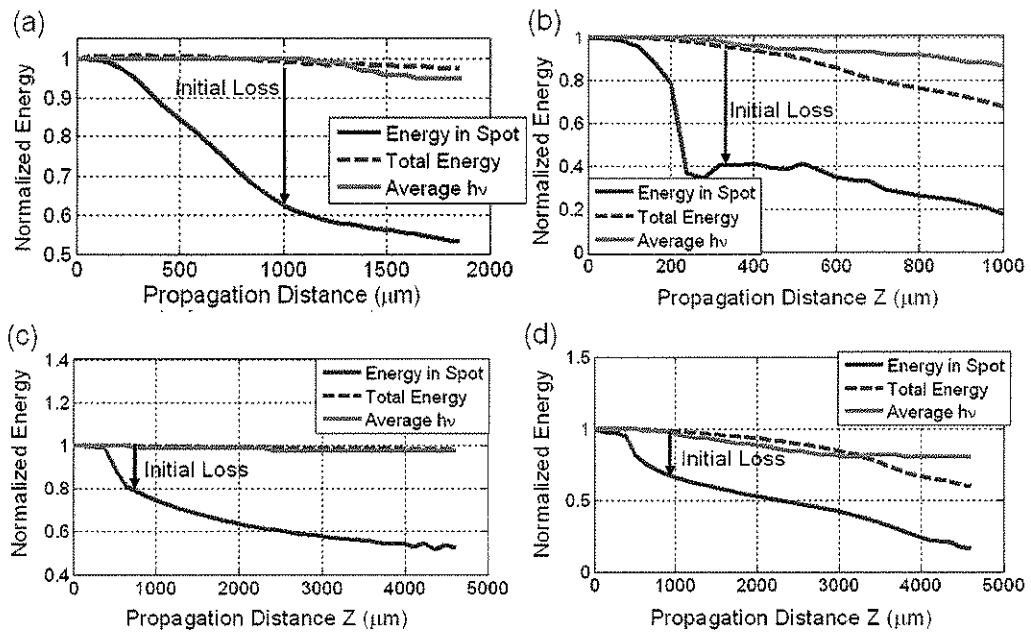 (a)
Normalized Energy
1
0.9
0.8
0.7
0.6
0.5
Initial Loss
Energy in Spot
Total Energy
Average hν
0 500 1000 1500 2000
Propagation Distance (μm)
(b)
Normalized Energy
1
0.8
0.6
0.4
0.2
0
Initial Loss
Energy in Spot
Total Energy
Average hν
0 200 400 600 800 1000
Propagation Distance Z (μm)
(c)
Normalized Energy
1.4
1.2
1
0.8
0.6
0.4
Energy in Spot
Total Energy
Average hν
Initial Loss
0 1000 2000 3000 4000 5000
Propagation Distance Z (μm)
(d)
Normalized Energy
1.5
1
0.5
0
Energy in Spot
Total Energy
Average hν
Initial Loss
0 1000 2000 3000 4000 5000
Propagation Distance Z (μm)